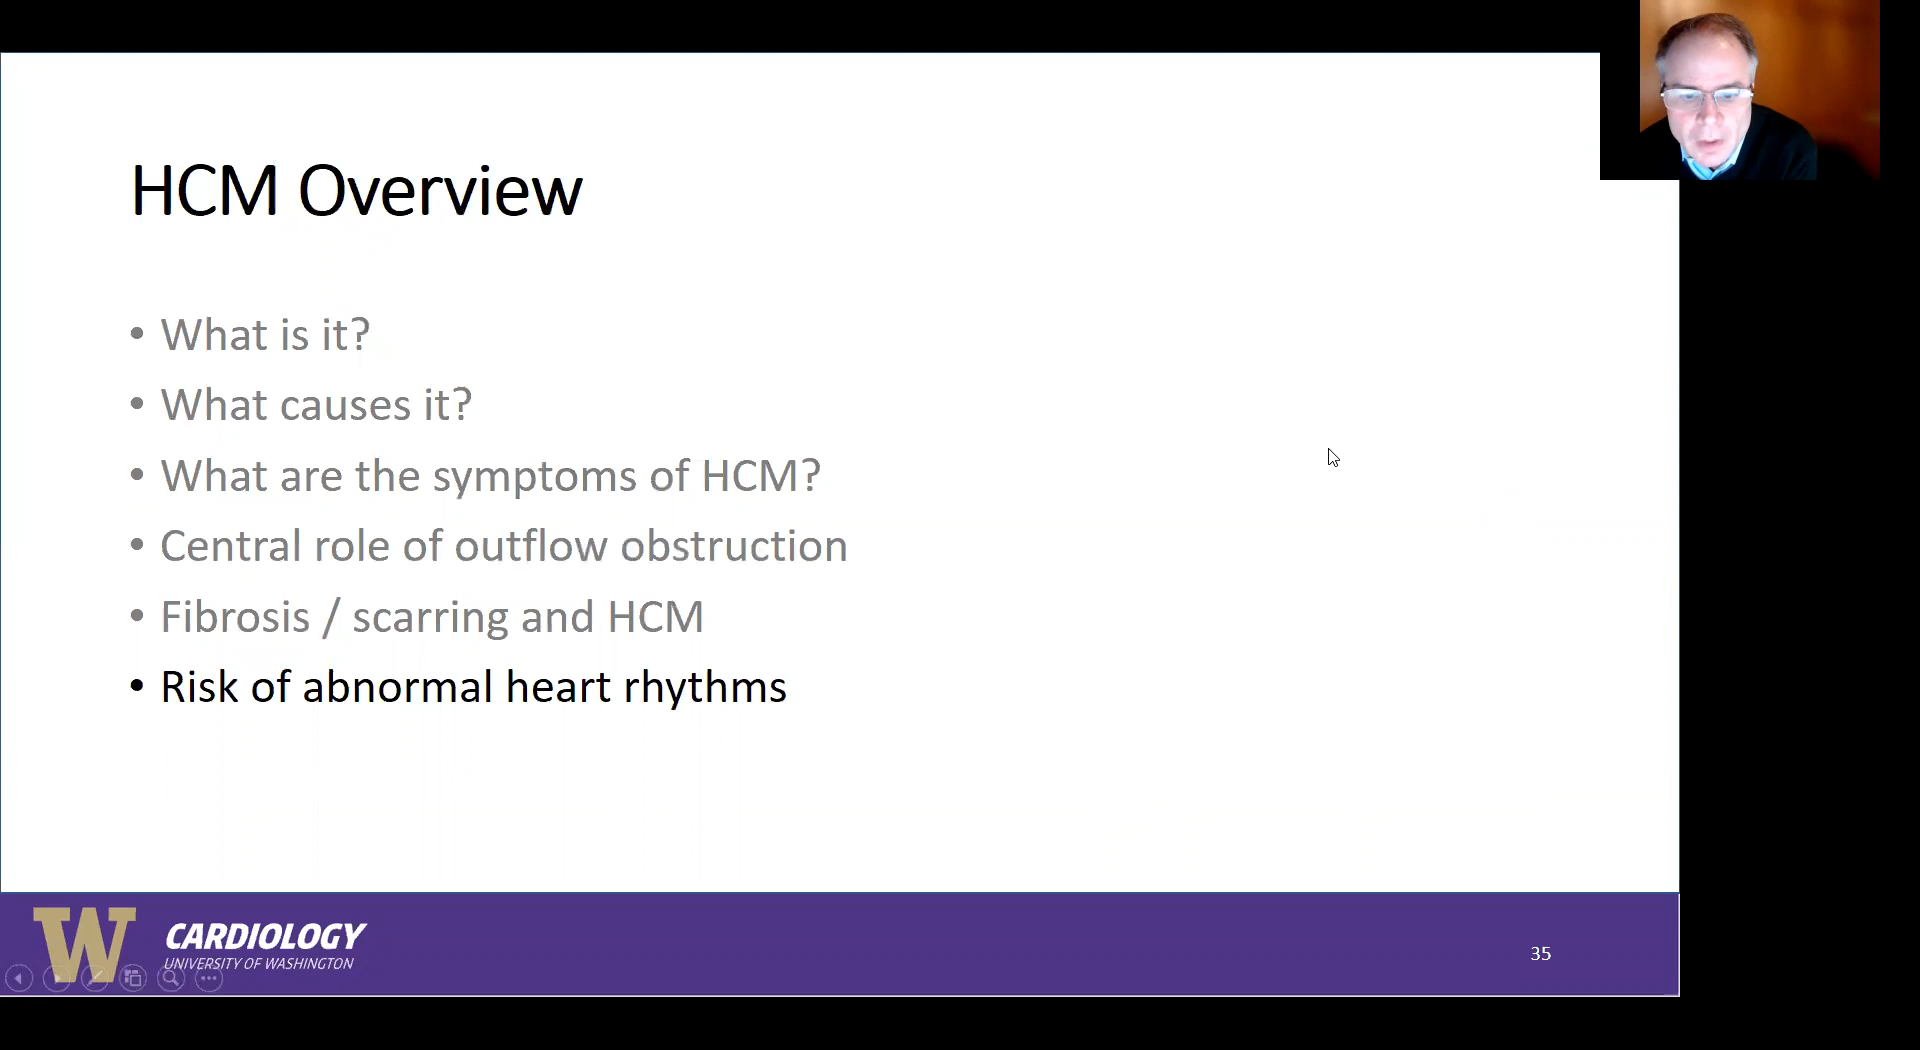 HCM Overview
• What is it?
• What causes it?
• What are the symptoms of HCM?
• Central role of outflow obstruction
• Fibrosis / scarring and HCM
• Risk of abnormal heart rhythms
W
CARDIOLOGY
UNIVERSITY OF WASHINGTON
35